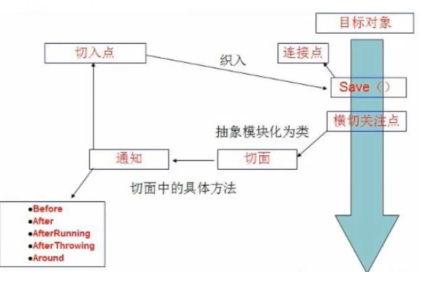 目标对象
切入点
连接点
织入
Save（）
横切关注点
抽象模块化为类
通知
切面
切面中的具体方法
●Before
●After
●AfterRunning
●AfterThrowing
●Around